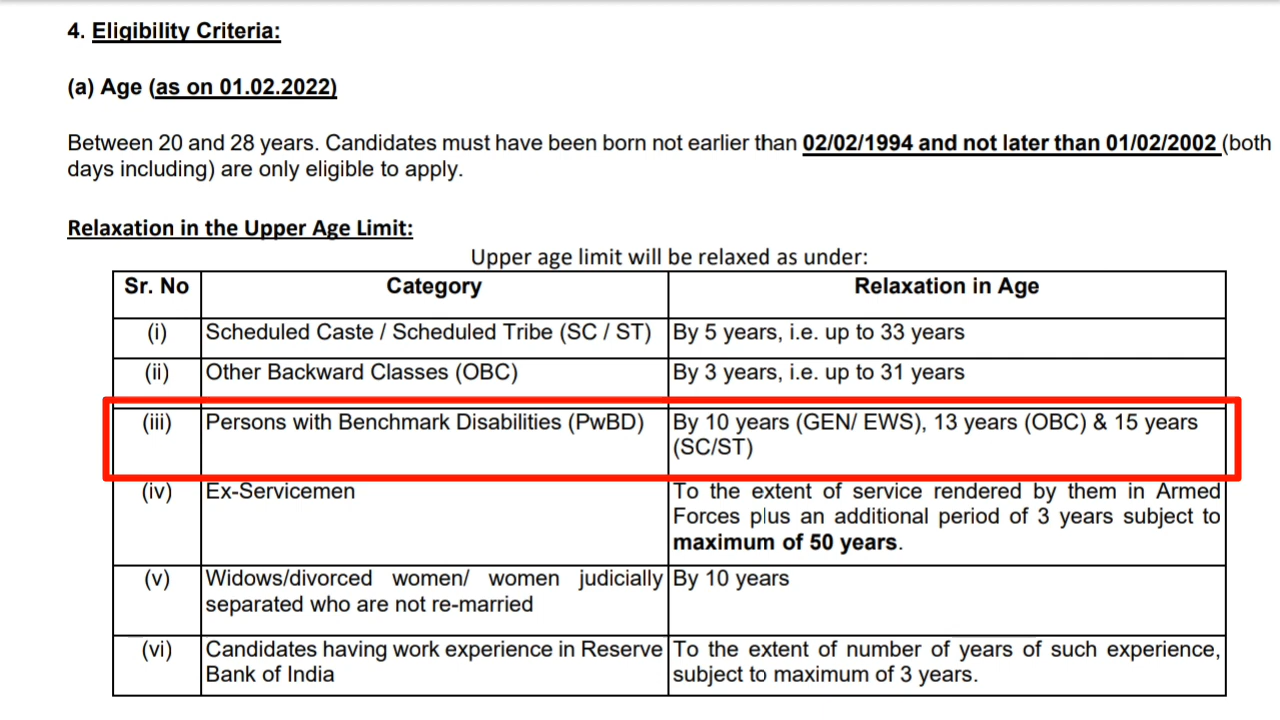 4. Eligibility Criteria:
(a) Age (as on 01.02.2022)
Between 20 and 28 years. Candidates must have been born not earlier than 02/02/1994 and not later than 01/02/2002 (both
days including) are only eligible to apply.
Relaxation in the Upper Age Limit:
Upper age limit will be relaxed as under:
Sr. No Category Relaxation in Age
(i) Scheduled Caste / Scheduled Tribe (SC / ST) By 5 years, i.e. up to 33 years
(ii) Other Backward Classes (OBC) By 3 years, i.e. up to 31 years
(iii) Persons with Benchmark Disabilities (PwBD) By 10 years (GEN/ EWS), 13 years (OBC) & 15 years
(SC/ST)
(iv) Ex-Servicemen To the extent of service rendered by them in Armed
Forces plus an additional period of 3 years subject to
maximum of 50 years.
(v) Widows/divorced women/ women judicially By 10 years
separated who are not re-married
(vi) Candidates having work experience in Reserve To the extent of number of years of such experience,
Bank of India subject to maximum of 3 years.